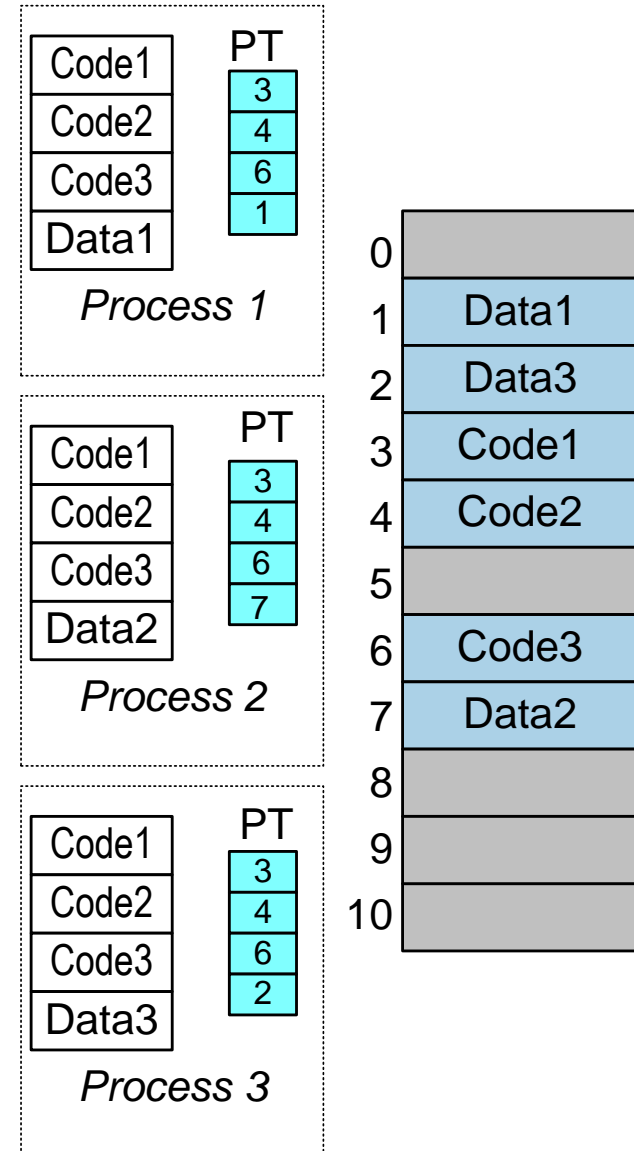 PT
Code1
3
Code2
4
Code3
6
Data1
1
Process 1
PT
Code1
3
Code2
4
Code3
6
Data2
7
Process 2
PT
Code1
3
Code2
4
Code3
6
Data3
2
Process 3
0
1 Data1
2 Data3
3 Code1
4 Code2
5
6 Code3
7 Data2
8
9
10